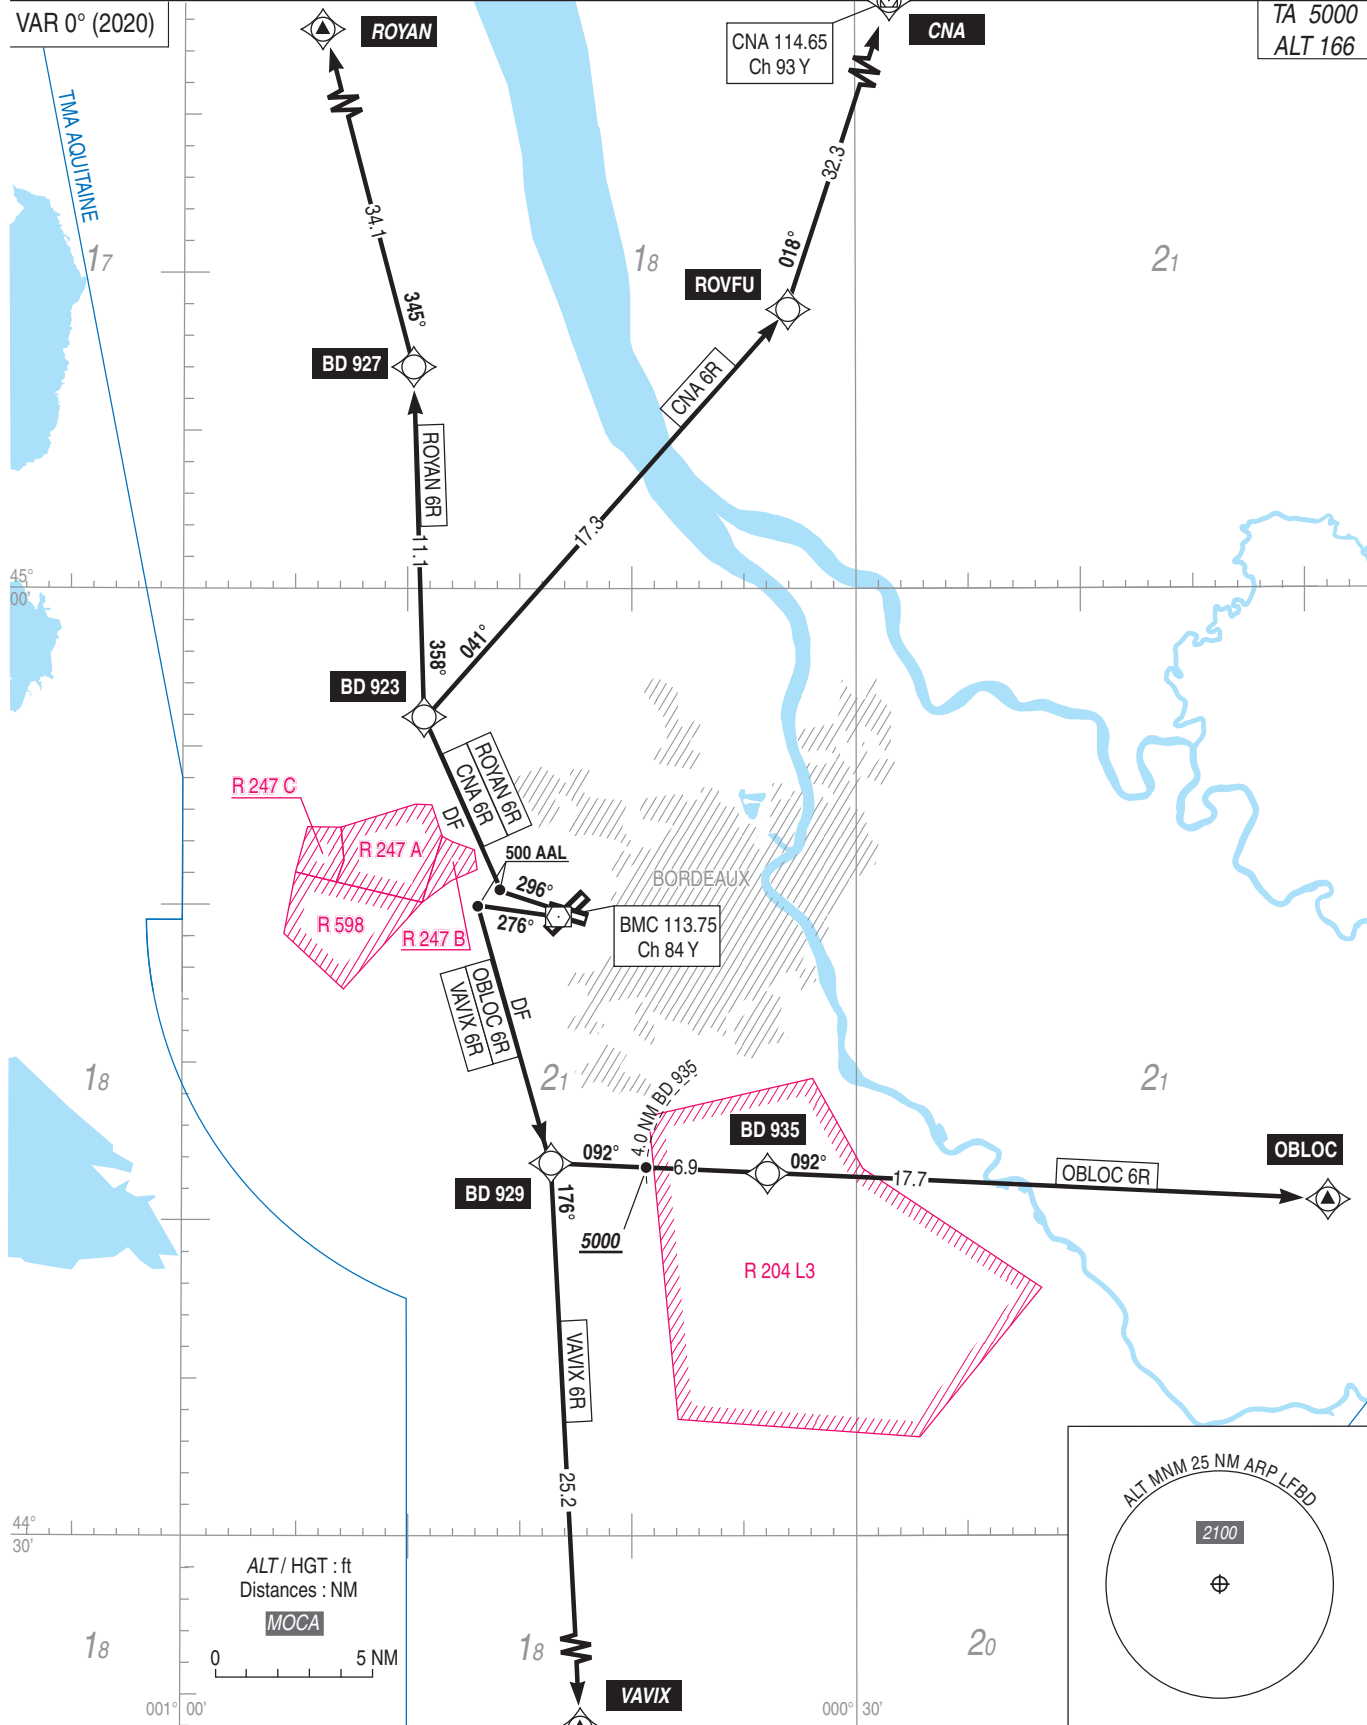 VAR 0° (2020)
ROYAN
CNA 114.65
Ch 93 Y
CNA
TA 5000
ALT 166
TMA AQUITAINE
32.3
34.1
17
18
018°
21
ROVFU
345°
BD 927
CNA 6R
ROYAN 6R
17.3
11.1
45°
00'
041°
358°
BD 923
ROYAN 6R
CNA 6R
DF
R 247 C
R 247 A
500 AAL
BORDEAUX
296°
R 598
276°
BMC 113.75
Ch 84 Y
R 247 B
OBLOC 6R
VAVIX 6R
DF
18
21
4.0 NM BD 935
21
BD 935
092°
6.9
092°
17.7
OBLOC 6R
OBLOC
BD 929
176°
5000
R 204 L3
VAVIX 6R
25.2
ALT MNM 25 NM ARP LFBD
2100
44°
30'
ALT / HGT : ft
Distances : NM
MOCA
0 5 NM
18
18
20
VAVIX
001° 00'
000° 30'